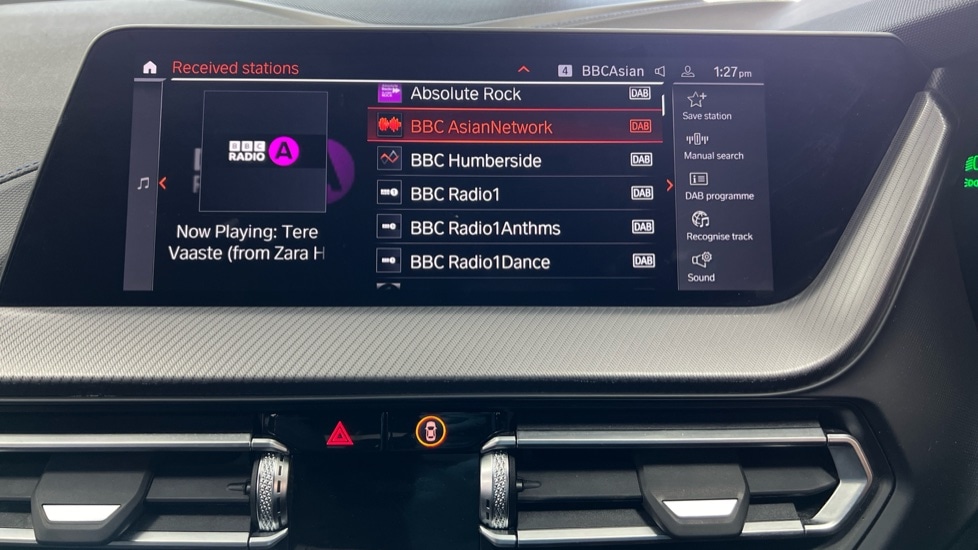 Received stations
4 BBCAsian
1:27pm
BBC
RADIO A
Now Playing: Tere
Vaaste (from Zara H
Absolute Rock DAB
BBC AsianNetwork DAB
BBC Humberside DAB
BBC Radio1 DAB
BBC Radio1Anthms DAB
BBC Radio1Dance DAB
Save station
Manual search
DAB programme
Recognise track
Sound